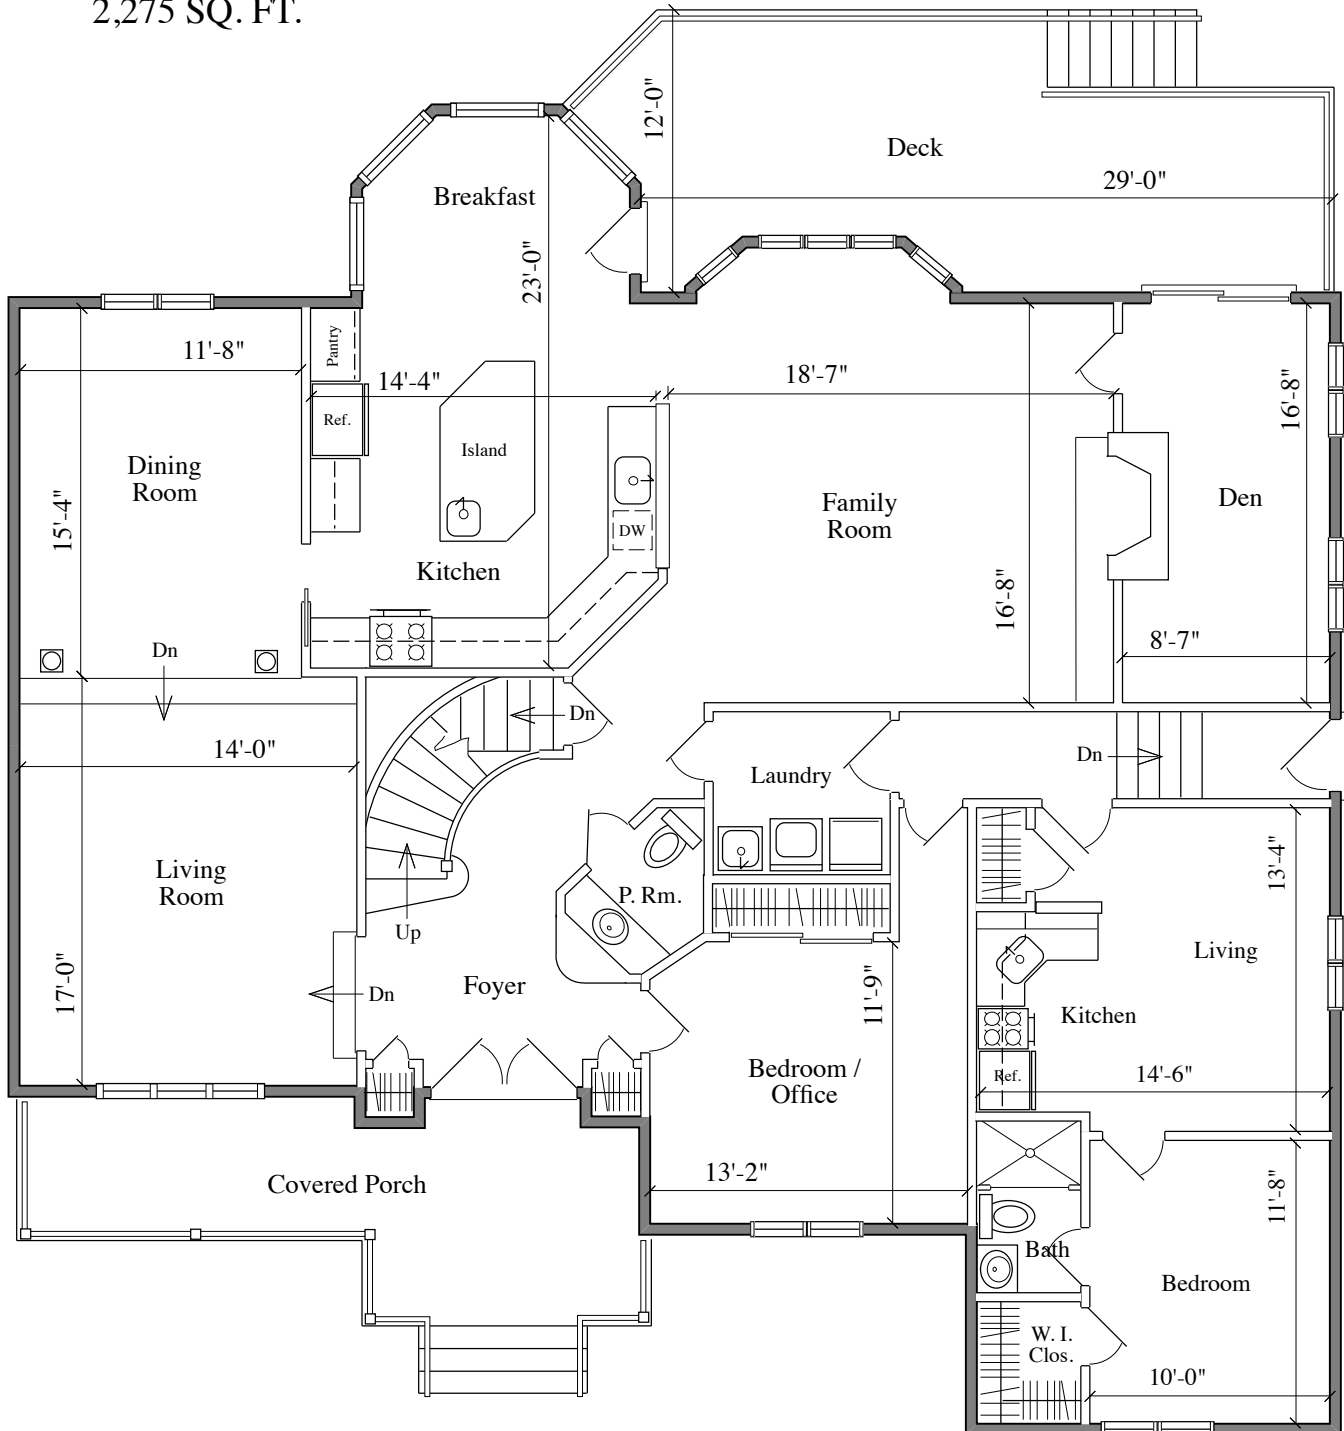 2,275 SQ. FT.
12'-0"
Deck
29'-0"
Breakfast
23'-0"
Pantry
11'-8"
14'-4"
18'-7"
16'-8"
Ref.
Island
Dining
Room
15'-4"
DW
Family
Room
Den
Kitchen
16'-8"
8'-7"
Dn
Dn
14'-0"
Laundry
Dn
Living
Room
13'-4"
P. Rm.
Up
17'-0"
Dn
Foyer
11'-9"
Living
Kitchen
Bedroom /
Office
Ref.
14'-6"
Covered Porch
13'-2"
11'-8"
Bath
Bedroom
W. I.
Clos.
10'-0"